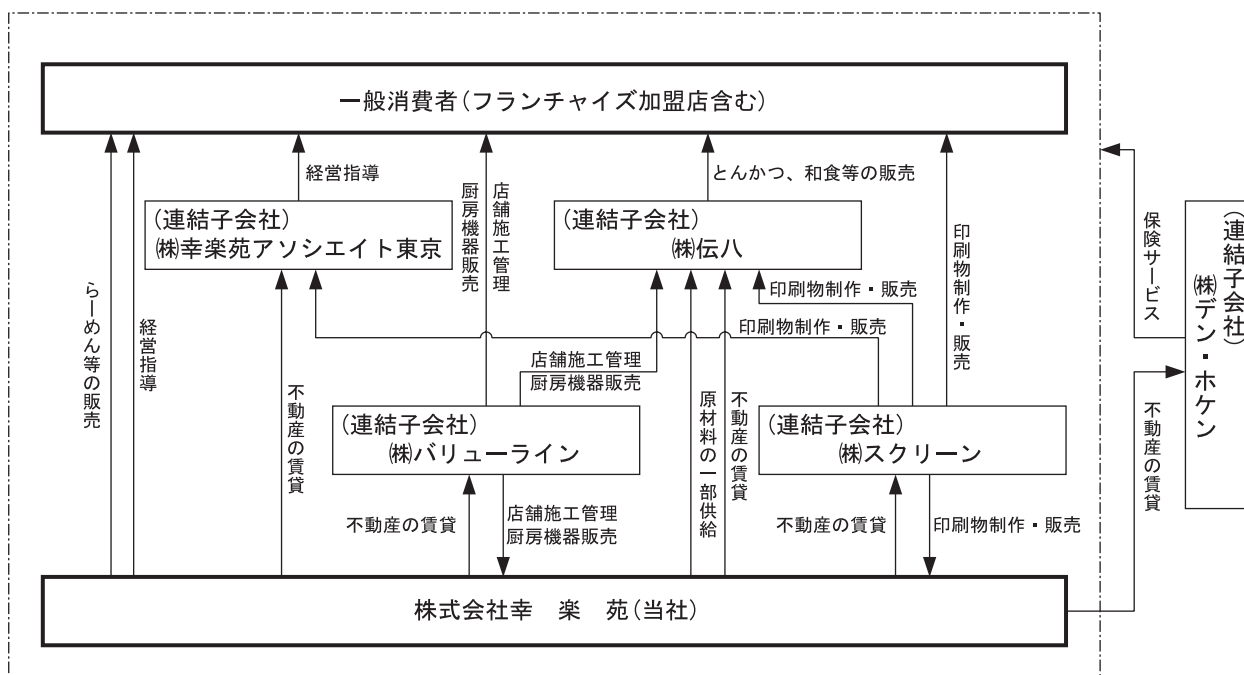 一般消費者(フランチャイズ加盟店含む)
経営指導
とんかつ、和食等の販売
(連結子会社)
㈱幸楽苑アソシエイト東京
厨房機器販売
店舗施工管理
(連結子会社)
㈱伝八
印刷物制作・販売
保険サービス
(連結子会社)
㈱デン・ホケン
らーめん等の販売
経営指導
印刷物制作・販売
印刷物制作・販売
店舗施工管理
厨房機器販売
不動産の賃貸
(連結子会社)
㈱バリューライン
原材料の一部供給
不動産の賃貸
(連結子会社)
㈱スクリーン
不動産の賃貸
不動産の賃貸
店舗施工管理
厨房機器販売
不動産の賃貸
印刷物制作・販売
株式会社幸　楽　苑(当社)